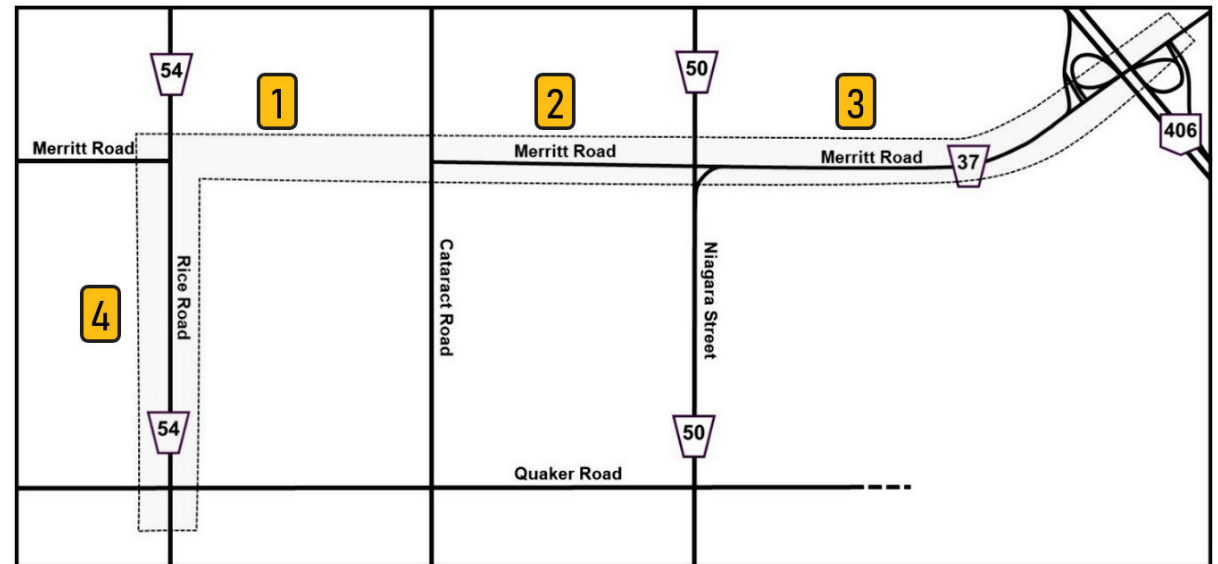 54
50
1
2
3
406
Merritt Road
Merritt Road
Merritt Road
37
Rice Road
Cataract Road
Niagara Street
4
54
50
Quaker Road